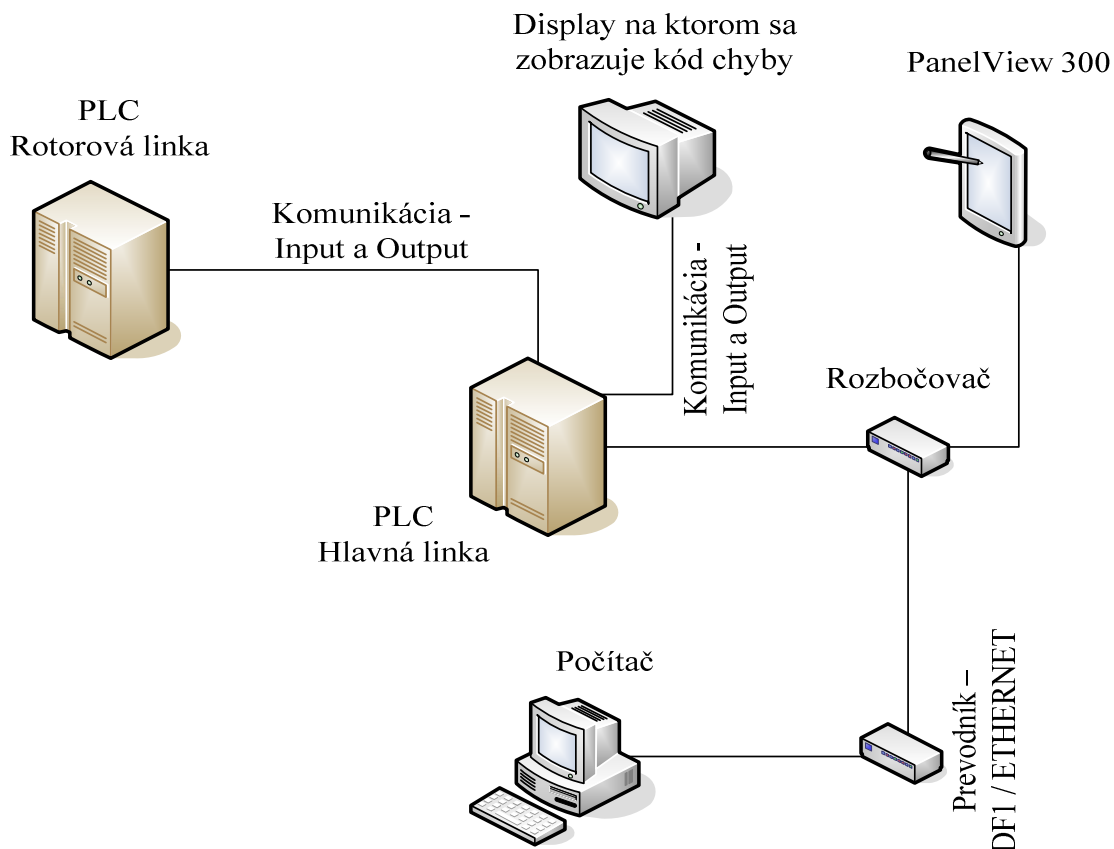 Display na ktorom sa
zobrazuje kód chyby
PanelView 300
PLC
Rotorová linka
Komunikácia -
Input a Output
Komunikácia -
Input a Output
Rozbočovač
PLC
Hlavná linka
Počítač
Prevodník –
DF1 / ETHERNET